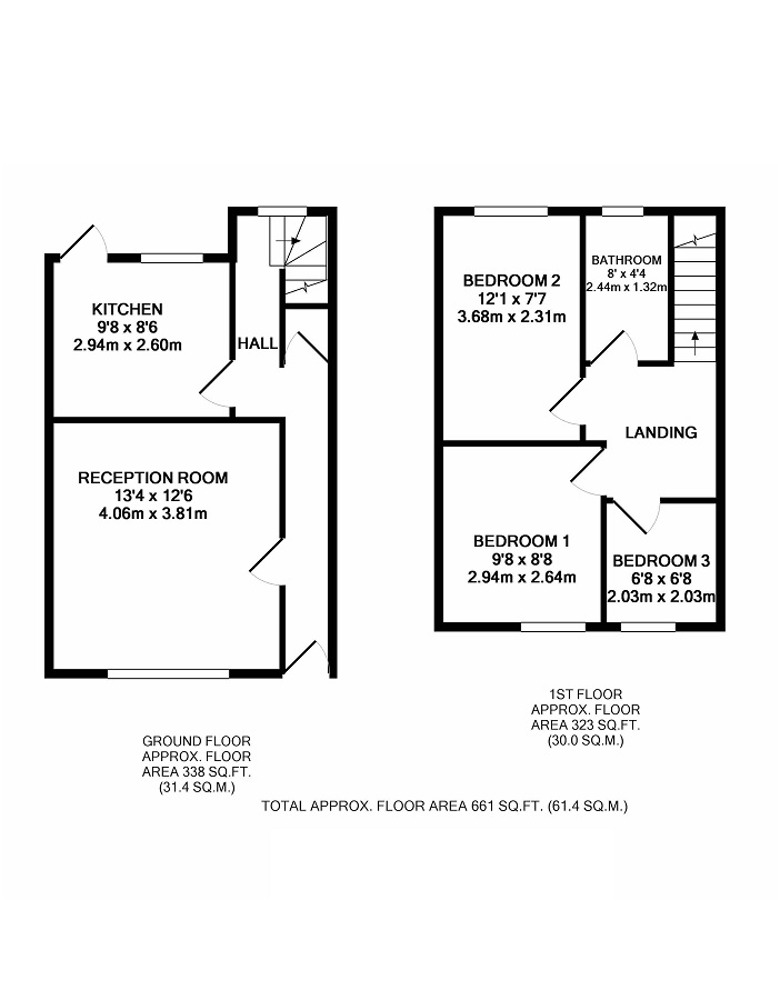 KITCHEN
9'8 x 8'6
2.94m x 2.60m
HALL
RECEPTION ROOM
13'4 x 12'6
4.06m x 3.81m
GROUND FLOOR
APPROX. FLOOR
AREA 338 SQ.FT.
(31.4 SQ.M.)
BEDROOM 2
12'1 x 7'7
3.68m x 2.31m
BATHROOM
8' x 4'4
2.44m x 1.32m
LANDING
BEDROOM 1
9'8 x 8'8
2.94m x 2.64m
BEDROOM 3
6'8 x 6'8
2.03m x 2.03m
1ST FLOOR
APPROX. FLOOR
AREA 323 SQ.FT.
(30.0 SQ.M.)
TOTAL APPROX. FLOOR AREA 661 SQ.FT. (61.4 SQ.M.)